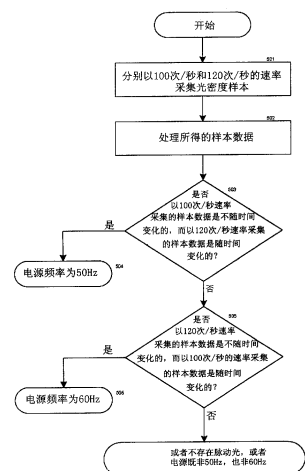 开始
S01
分别以100次/秒和120次/秒的速率
采集光密度样本
S02
处理所得的样本数据
S03
是否
以100次/秒速率
采集的样本数据是不随时间
变化的，而以120次/秒速率采集
的样本数据是随时间
变化的？
是
电源频率为50Hz
S04
否
S05
是否
以120次/秒速率
采集的样本数据是不随时间
变化的，而以100次/秒的速率采集
的样本数据是随时间
变化的？
是
电源频率为60Hz
S06
否
或者不存在脉动光，或者
电源既非50Hz，也非60Hz